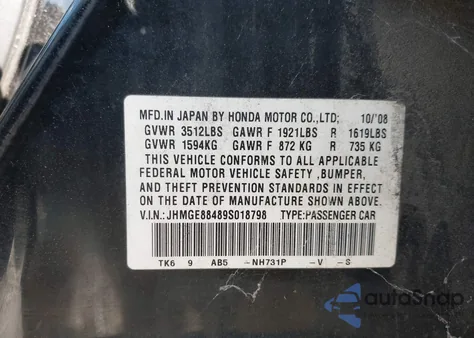 MFD.IN JAPAN BY HONDA MOTOR CO.,LTD; 10/'08
GVWR 3512LBS GAWR F 1921LBS R 1619LBS
GVWR 1594KG GAWR F 872 KG R 735 KG
THIS VEHICLE CONFORMS TO ALL APPLICABLE
FEDERAL MOTOR VEHICLE SAFETY ,BUMPER,
AND THEFT PREVENTION STANDARDS IN EFFECT
ON THE DATE OF MANUFACTURE SHOWN ABOVE.
V.I.N.: JHMGE88489S018798 TYPE:PASSENGER CAR
TK6 9 AB5 -NH731P -V -S
autoSnap